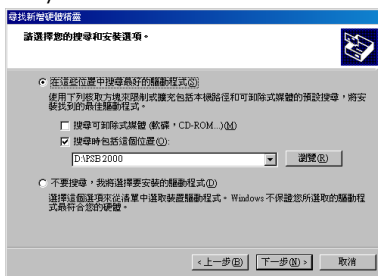 尋找新增硬體精靈
請選擇您的搜尋和安裝選項。
在這些位置中搜尋最好的驅動程式(S)
使用下列核取方塊來限制或擴充包括本機路徑和可卸除式媒體的預設搜尋，將安
裝找到的最佳驅動程式。
搜尋可卸除式媒體 (軟碟，CD-ROM...)(M)
搜尋時包括這個位置(O):
D:\PSB2000
瀏覽(R)
不要搜尋，我將選擇要安裝的驅動程式(D)
選擇這個選項來從清單中選取裝置驅動程式。Windows 不保證您所選取的驅動程
式最符合您的硬體。
<上一步(B)
下一步(N)>
取消